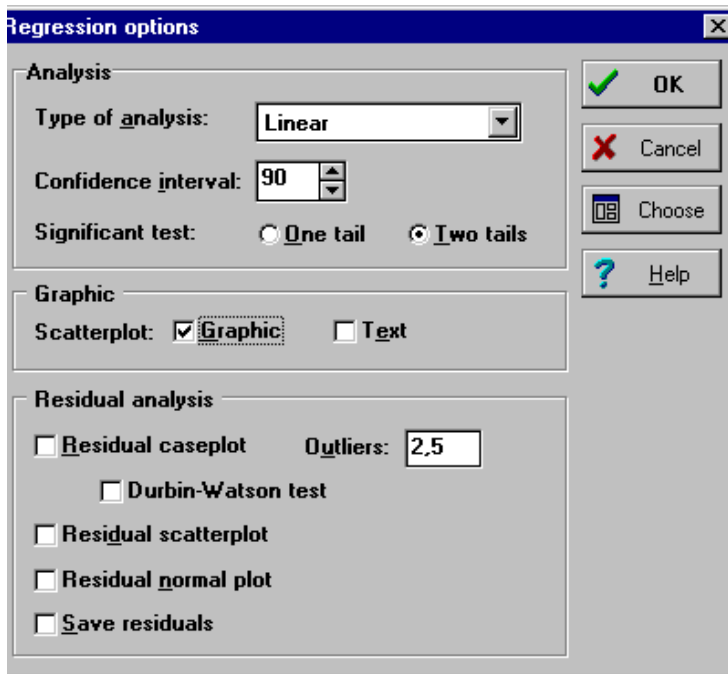 Regression options
Analysis
Type of analysis: Linear
Confidence interval: 90
Significant test: One tail Two tails
Graphic
Scatterplot: Graphic Text
Residual analysis
Residual caseplot Outliers: 2,5
Durbin-Watson test
Residual scatterplot
Residual normal plot
Save residuals
OK
Cancel
Choose
Help